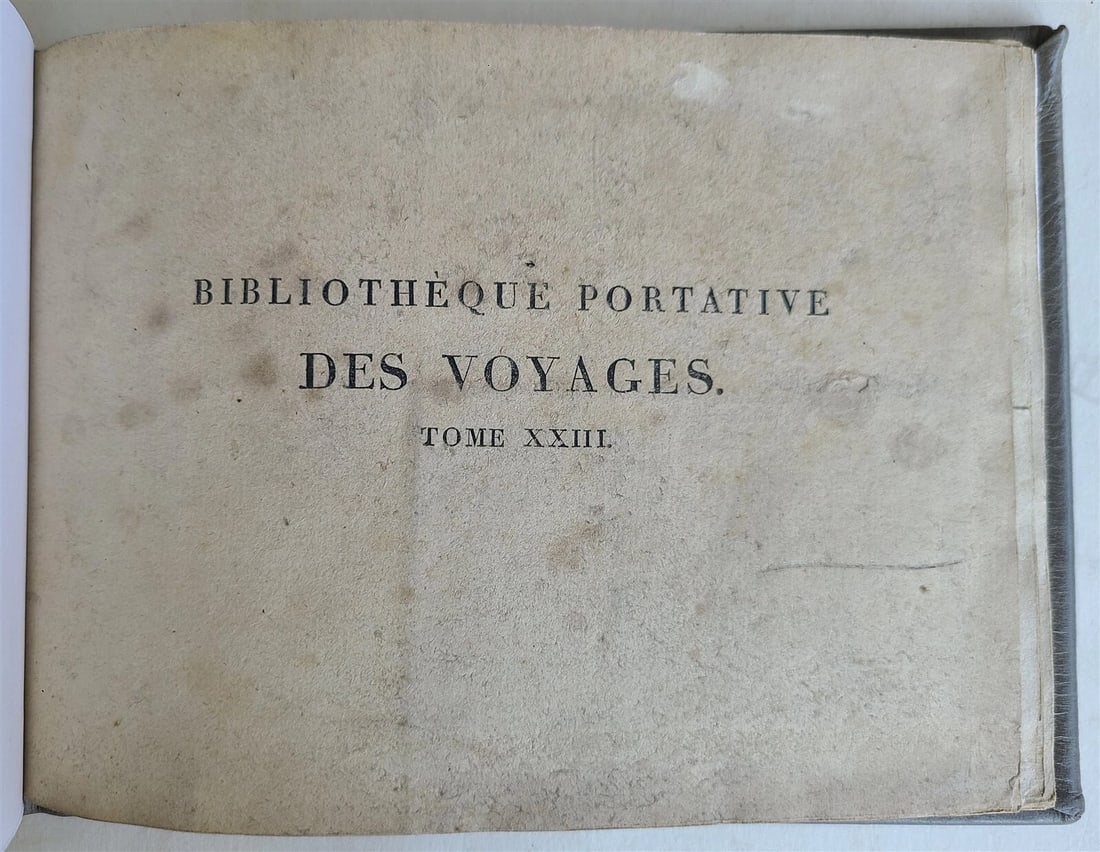 BIBLIOTHÈQUE PORTATIVE
DES VOYAGES.
TOME XXIII.